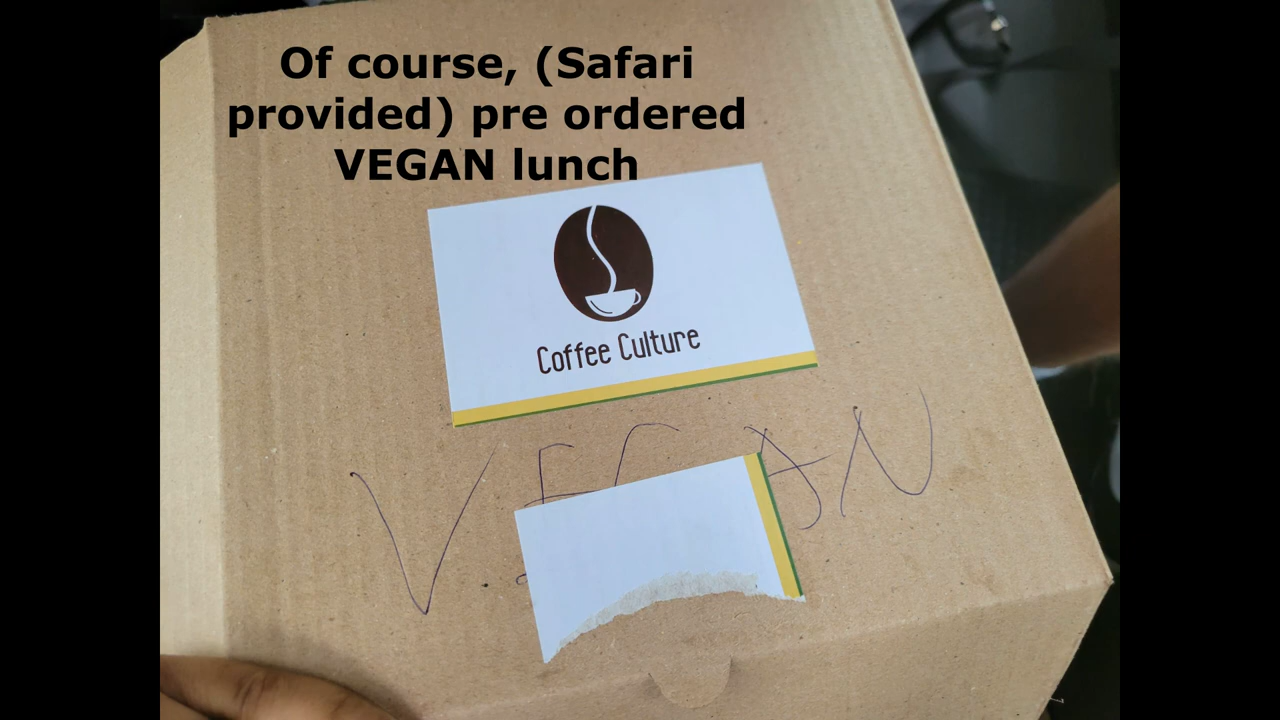 Of course, (Safari
provided) pre ordered
VEGAN lunch
Coffee Culture
VEGAN